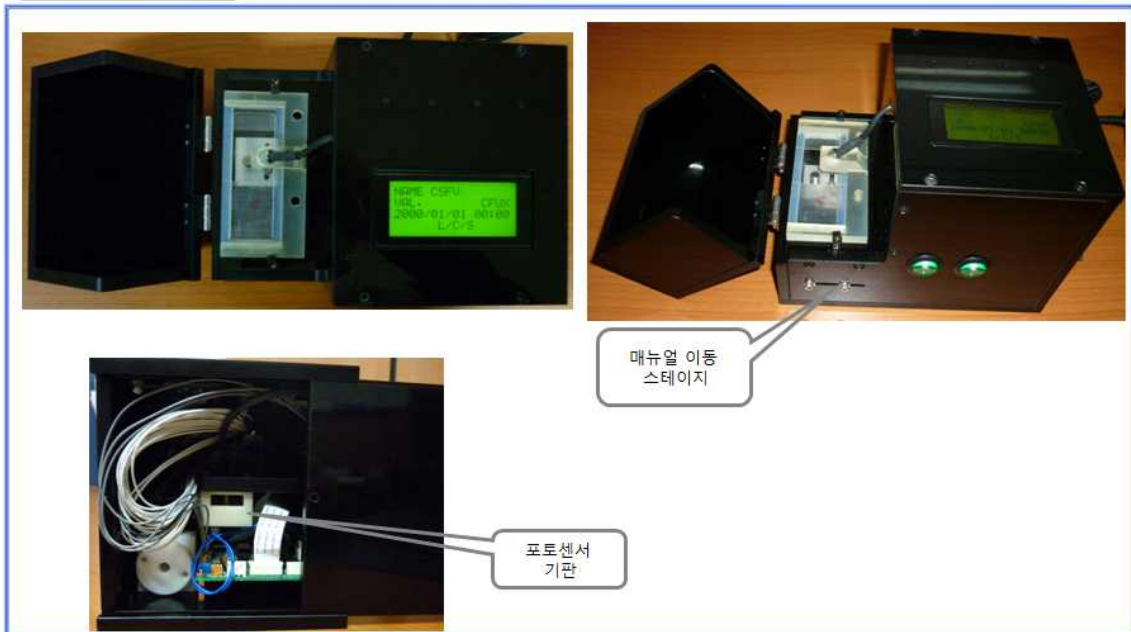 NAME CSFV
VAL. CFUX
2000/01/01 00:00
L/C/S
매뉴얼 이동
스테이지
포토센서
기판